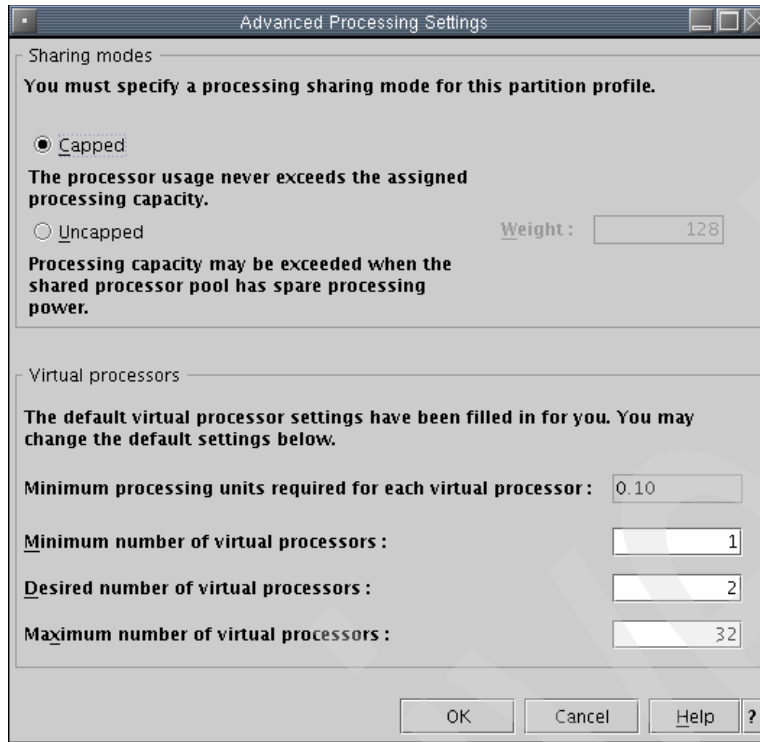 Advanced Processing Settings
Sharing modes
You must specify a processing sharing mode for this partition profile.
Capped
The processor usage never exceeds the assigned
processing capacity.
Uncapped
Weight :
128
Processing capacity may be exceeded when the
shared processor pool has spare processing
power.
Virtual processors
The default virtual processor settings have been filled in for you. You may
change the default settings below.
Minimum processing units required for each virtual processor : 0.10
Minimum number of virtual processors : 1
Desired number of virtual processors : 2
Maximum number of virtual processors : 32
OK
Cancel
Help
?